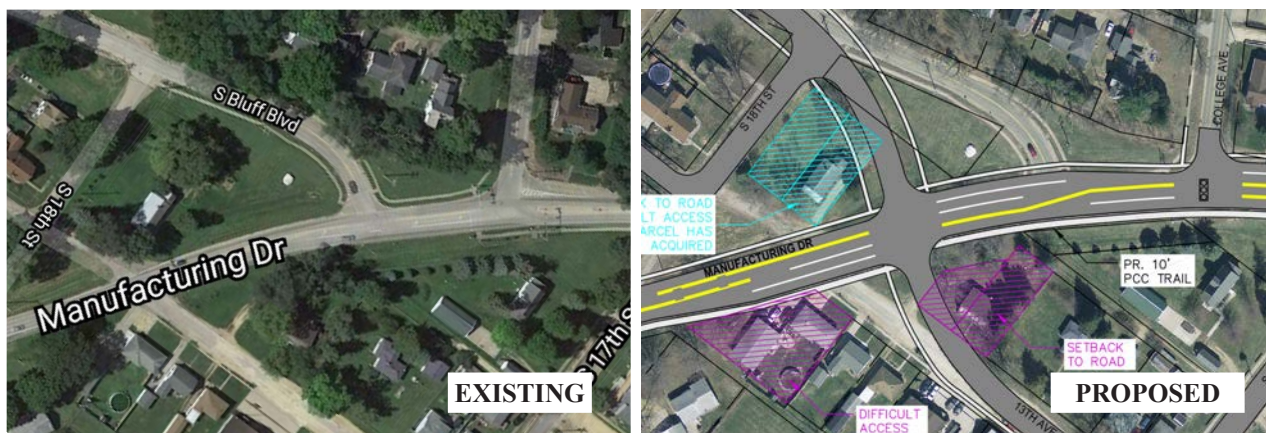 S Bluff Blvd
S 18th St
Manufacturing Dr
S 17th S
EXISTING
S 18TH ST
COLLEGE AVE
K TO ROAD
LT ACCESS
ARCEL HAS
ACQUIRED
MANUFACTURING DR
PR. 10'
PCC TRAIL
SETBACK
TO ROAD
DIFFICULT
ACCESS
13TH AVE
PROPOSED